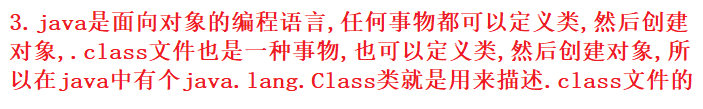 3.java是面向对象的编程语言,任何事物都可以定义类,然后创建
对象,.class文件也是一种事物,也可以定义类,然后创建对象,所
以在java中有个java.lang.Class类就是用来描述.class文件的